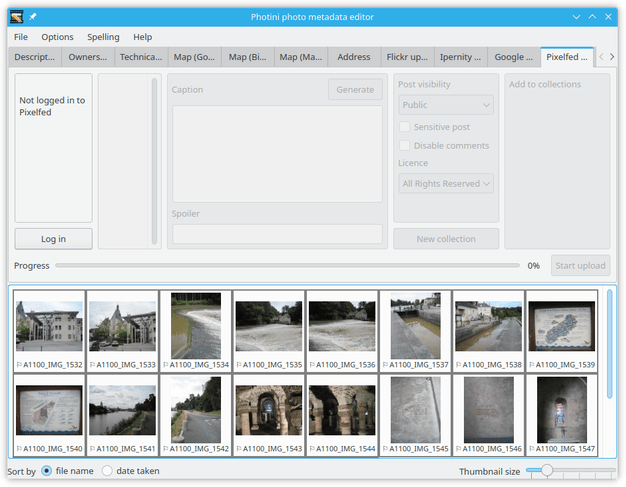 Photini photo metadata editor
File Options Spelling Help
Descript... Owners... Technica... Map (Go... Map (Bi... Map (Ma... Address Flickr up... Ipernity ... Google ... Pixelfed ...
Not logged in to
Pixelfed
Log in
Caption
Generate
Spoiler
Post visibility
Public
Sensitive post
Disable comments
Licence
All Rights Reserved
New collection
Add to collections
Progress 0% Start upload
A1100_IMG_1532 A1100_IMG_1533 A1100_IMG_1534 A1100_IMG_1535 A1100_IMG_1536 A1100_IMG_1537 A1100_IMG_1538 A1100_IMG_1539
A1100_IMG_1540 A1100_IMG_1541 A1100_IMG_1542 A1100_IMG_1543 A1100_IMG_1544 A1100_IMG_1545 A1100_IMG_1546 A1100_IMG_1547
Sort by file name date taken Thumbnail size